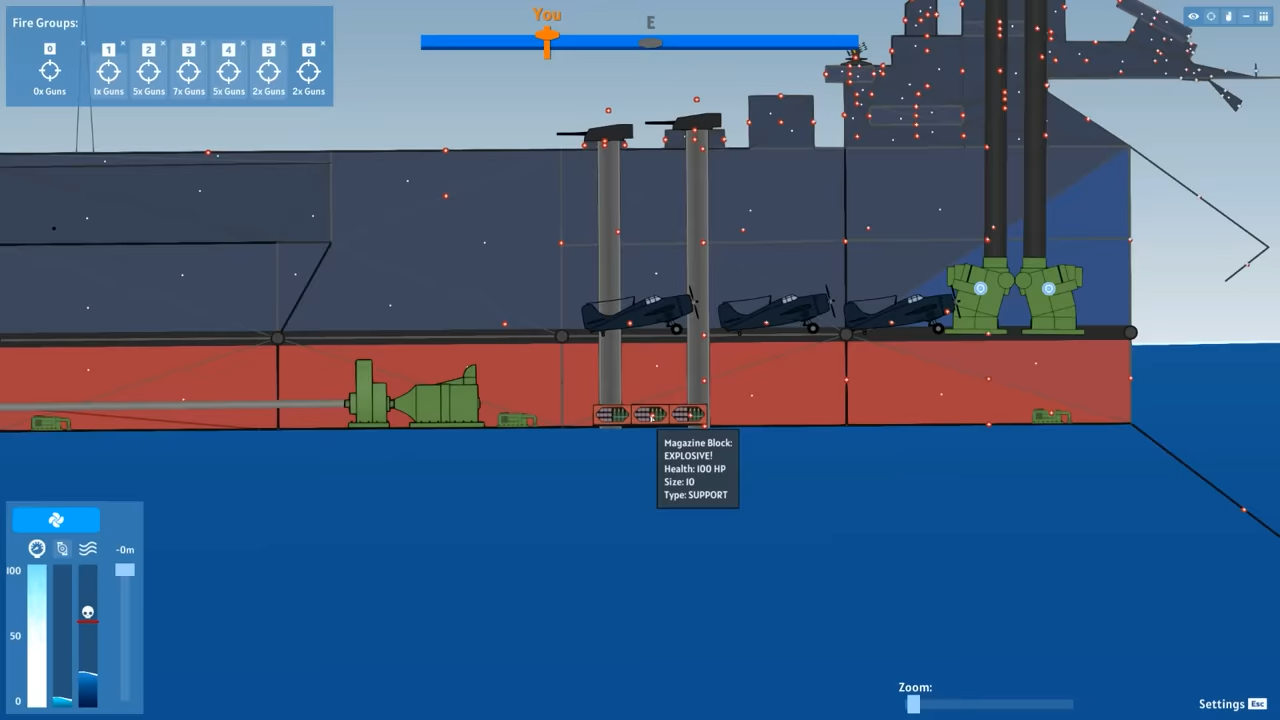 You
E
Fire Groups:
0 1 2 3 4 5 6
0x Guns 1x Guns 5x Guns 7x Guns 5x Guns 2x Guns 2x Guns
Magazine Block:
EXPLOSIVE!
Health: 100 HP
Size: 10
Type: SUPPORT
-0m
100
50
0
Zoom:
Settings Esc